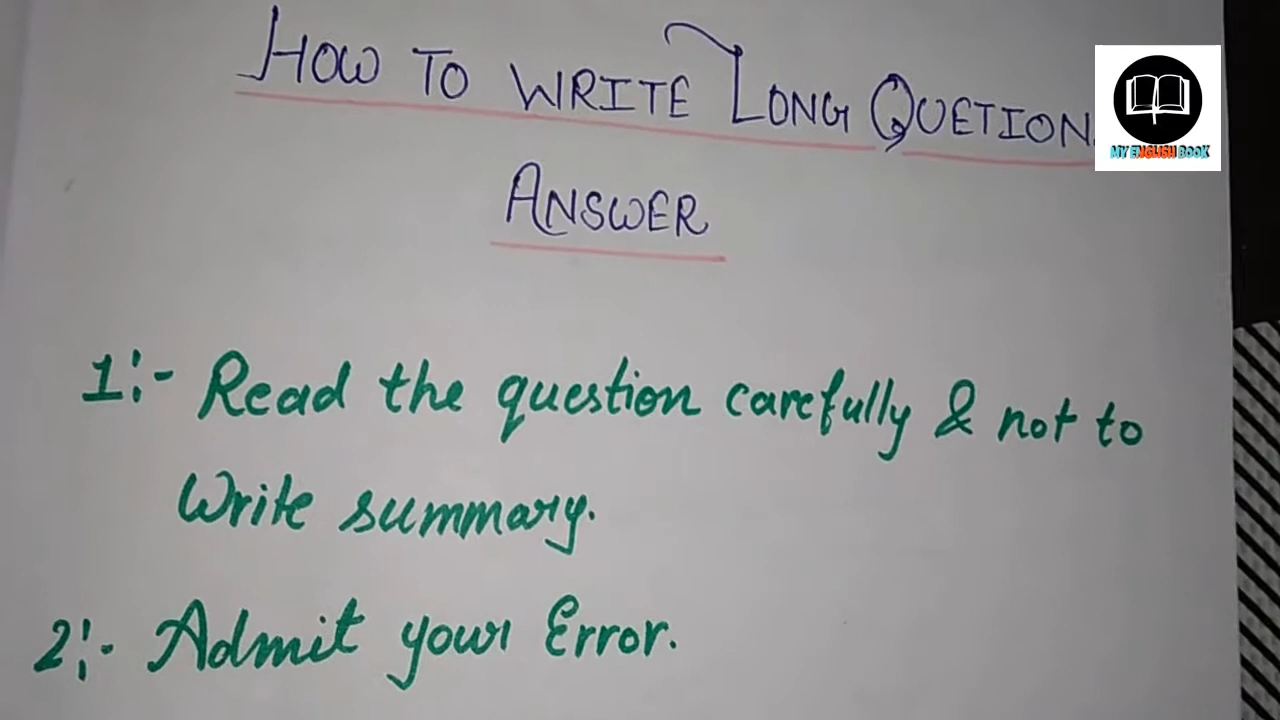 HOW TO WRITE LONG QUETION
ANSWER
MY ENGLISH BOOK
1:- Read the question carefully & not to
Write summary.
2:- Admit your Error.